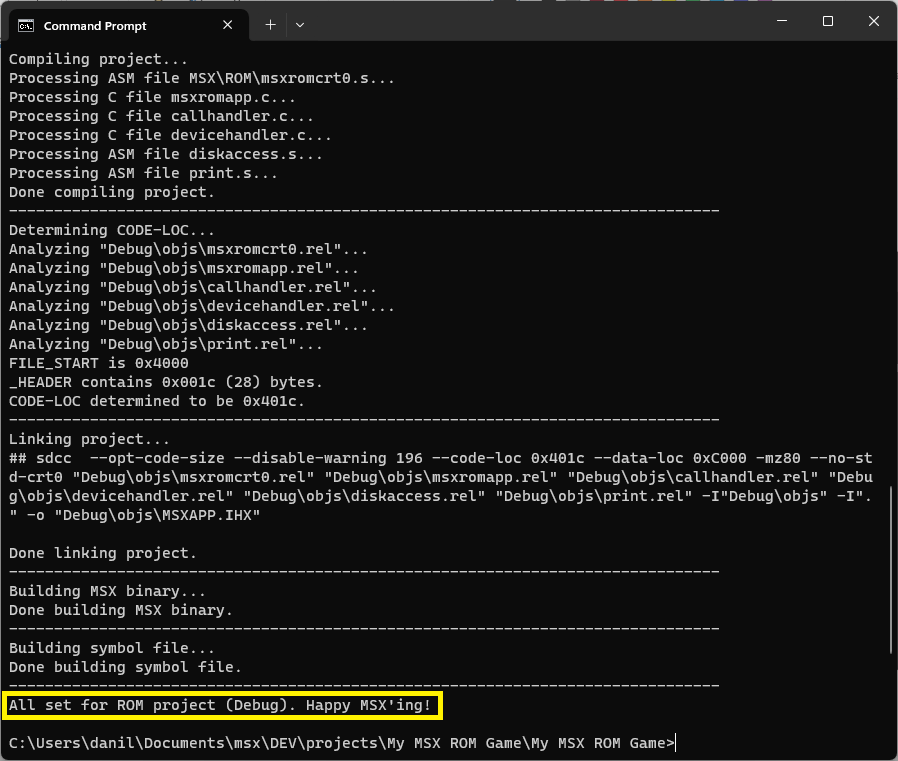 Command Prompt
Compiling project...
Processing ASM file MSX\ROM\msxromcrt0.s...
Processing C file msxromapp.c...
Processing C file callhandler.c...
Processing C file devicehandler.c...
Processing ASM file diskaccess.s...
Processing ASM file print.s...
Done compiling project.
-------------------------------------------------------------------------------
Determining CODE-LOC...
Analyzing "Debug\objs\msxromcrt0.rel"...
Analyzing "Debug\objs\msxromapp.rel"...
Analyzing "Debug\objs\callhandler.rel"...
Analyzing "Debug\objs\devicehandler.rel"...
Analyzing "Debug\objs\diskaccess.rel"...
Analyzing "Debug\objs\print.rel"...
FILE_START is 0x4000
_HEADER contains 0x001c (28) bytes.
CODE-LOC determined to be 0x401c.
-------------------------------------------------------------------------------
Linking project...
## sdcc  --opt-code-size --disable-warning 196 --code-loc 0x401c --data-loc 0xC000 -mz80 --no-st
d-crt0 "Debug\objs\msxromcrt0.rel" "Debug\objs\msxromapp.rel" "Debug\objs\callhandler.rel" "Debu
g\objs\devicehandler.rel" "Debug\objs\diskaccess.rel" "Debug\objs\print.rel" -I"Debug\objs" -I".
" -o "Debug\objs\MSXAPP.IHX"
Done linking project.
-------------------------------------------------------------------------------
Building MSX binary...
Done building MSX binary.
-------------------------------------------------------------------------------
Building symbol file...
Done building symbol file.
-------------------------------------------------------------------------------
All set for ROM project (Debug). Happy MSX'ing!
C:\Users\danil\Documents\msx\DEV\projects\My MSX ROM Game\My MSX ROM Game>